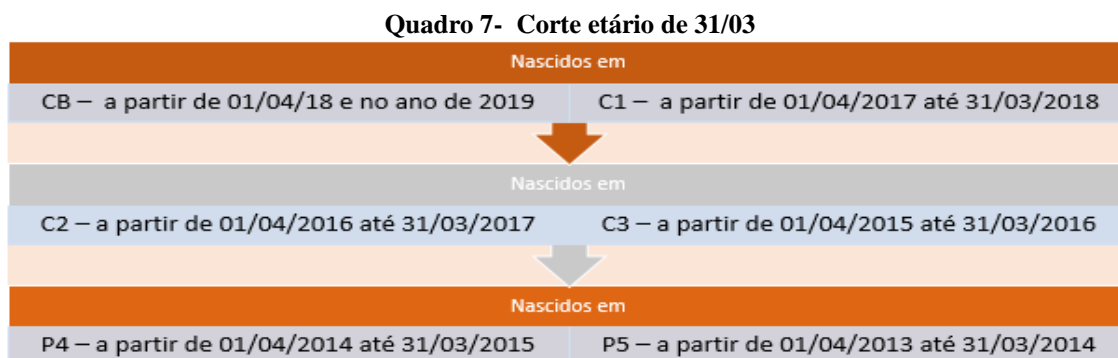 Quadro 7- Corte etário de 31/03
Nascidos em
CB – a partir de 01/04/18 e no ano de 2019
C1 – a partir de 01/04/2017 até 31/03/2018
Nascidos em
C2 – a partir de 01/04/2016 até 31/03/2017
C3 – a partir de 01/04/2015 até 31/03/2016
Nascidos em
P4 – a partir de 01/04/2014 até 31/03/2015
P5 – a partir de 01/04/2013 até 31/03/2014